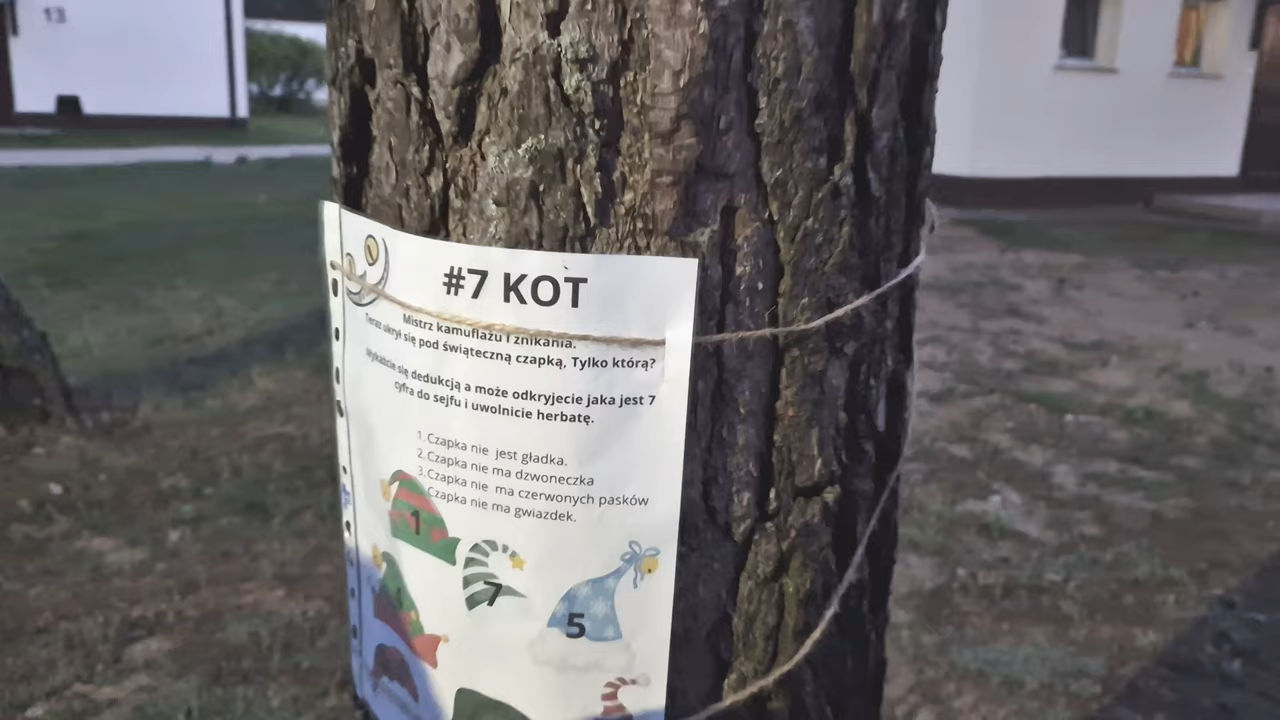 13
#7 KOT
Mistrz kamuflażu i znikania.
Teraz ukrył się pod świąteczną czapką, Tylko którą?
Wykażcie się dedukcją a może odkryjecie jaka jest 7
cyfra do sejfu i uwolnicie herbatę.
1. Czapka nie jest gładka.
2. Czapka nie ma dzwoneczka
3. Czapka nie ma czerwonych pasków
Czapka nie ma gwiazdek.
1
7
5